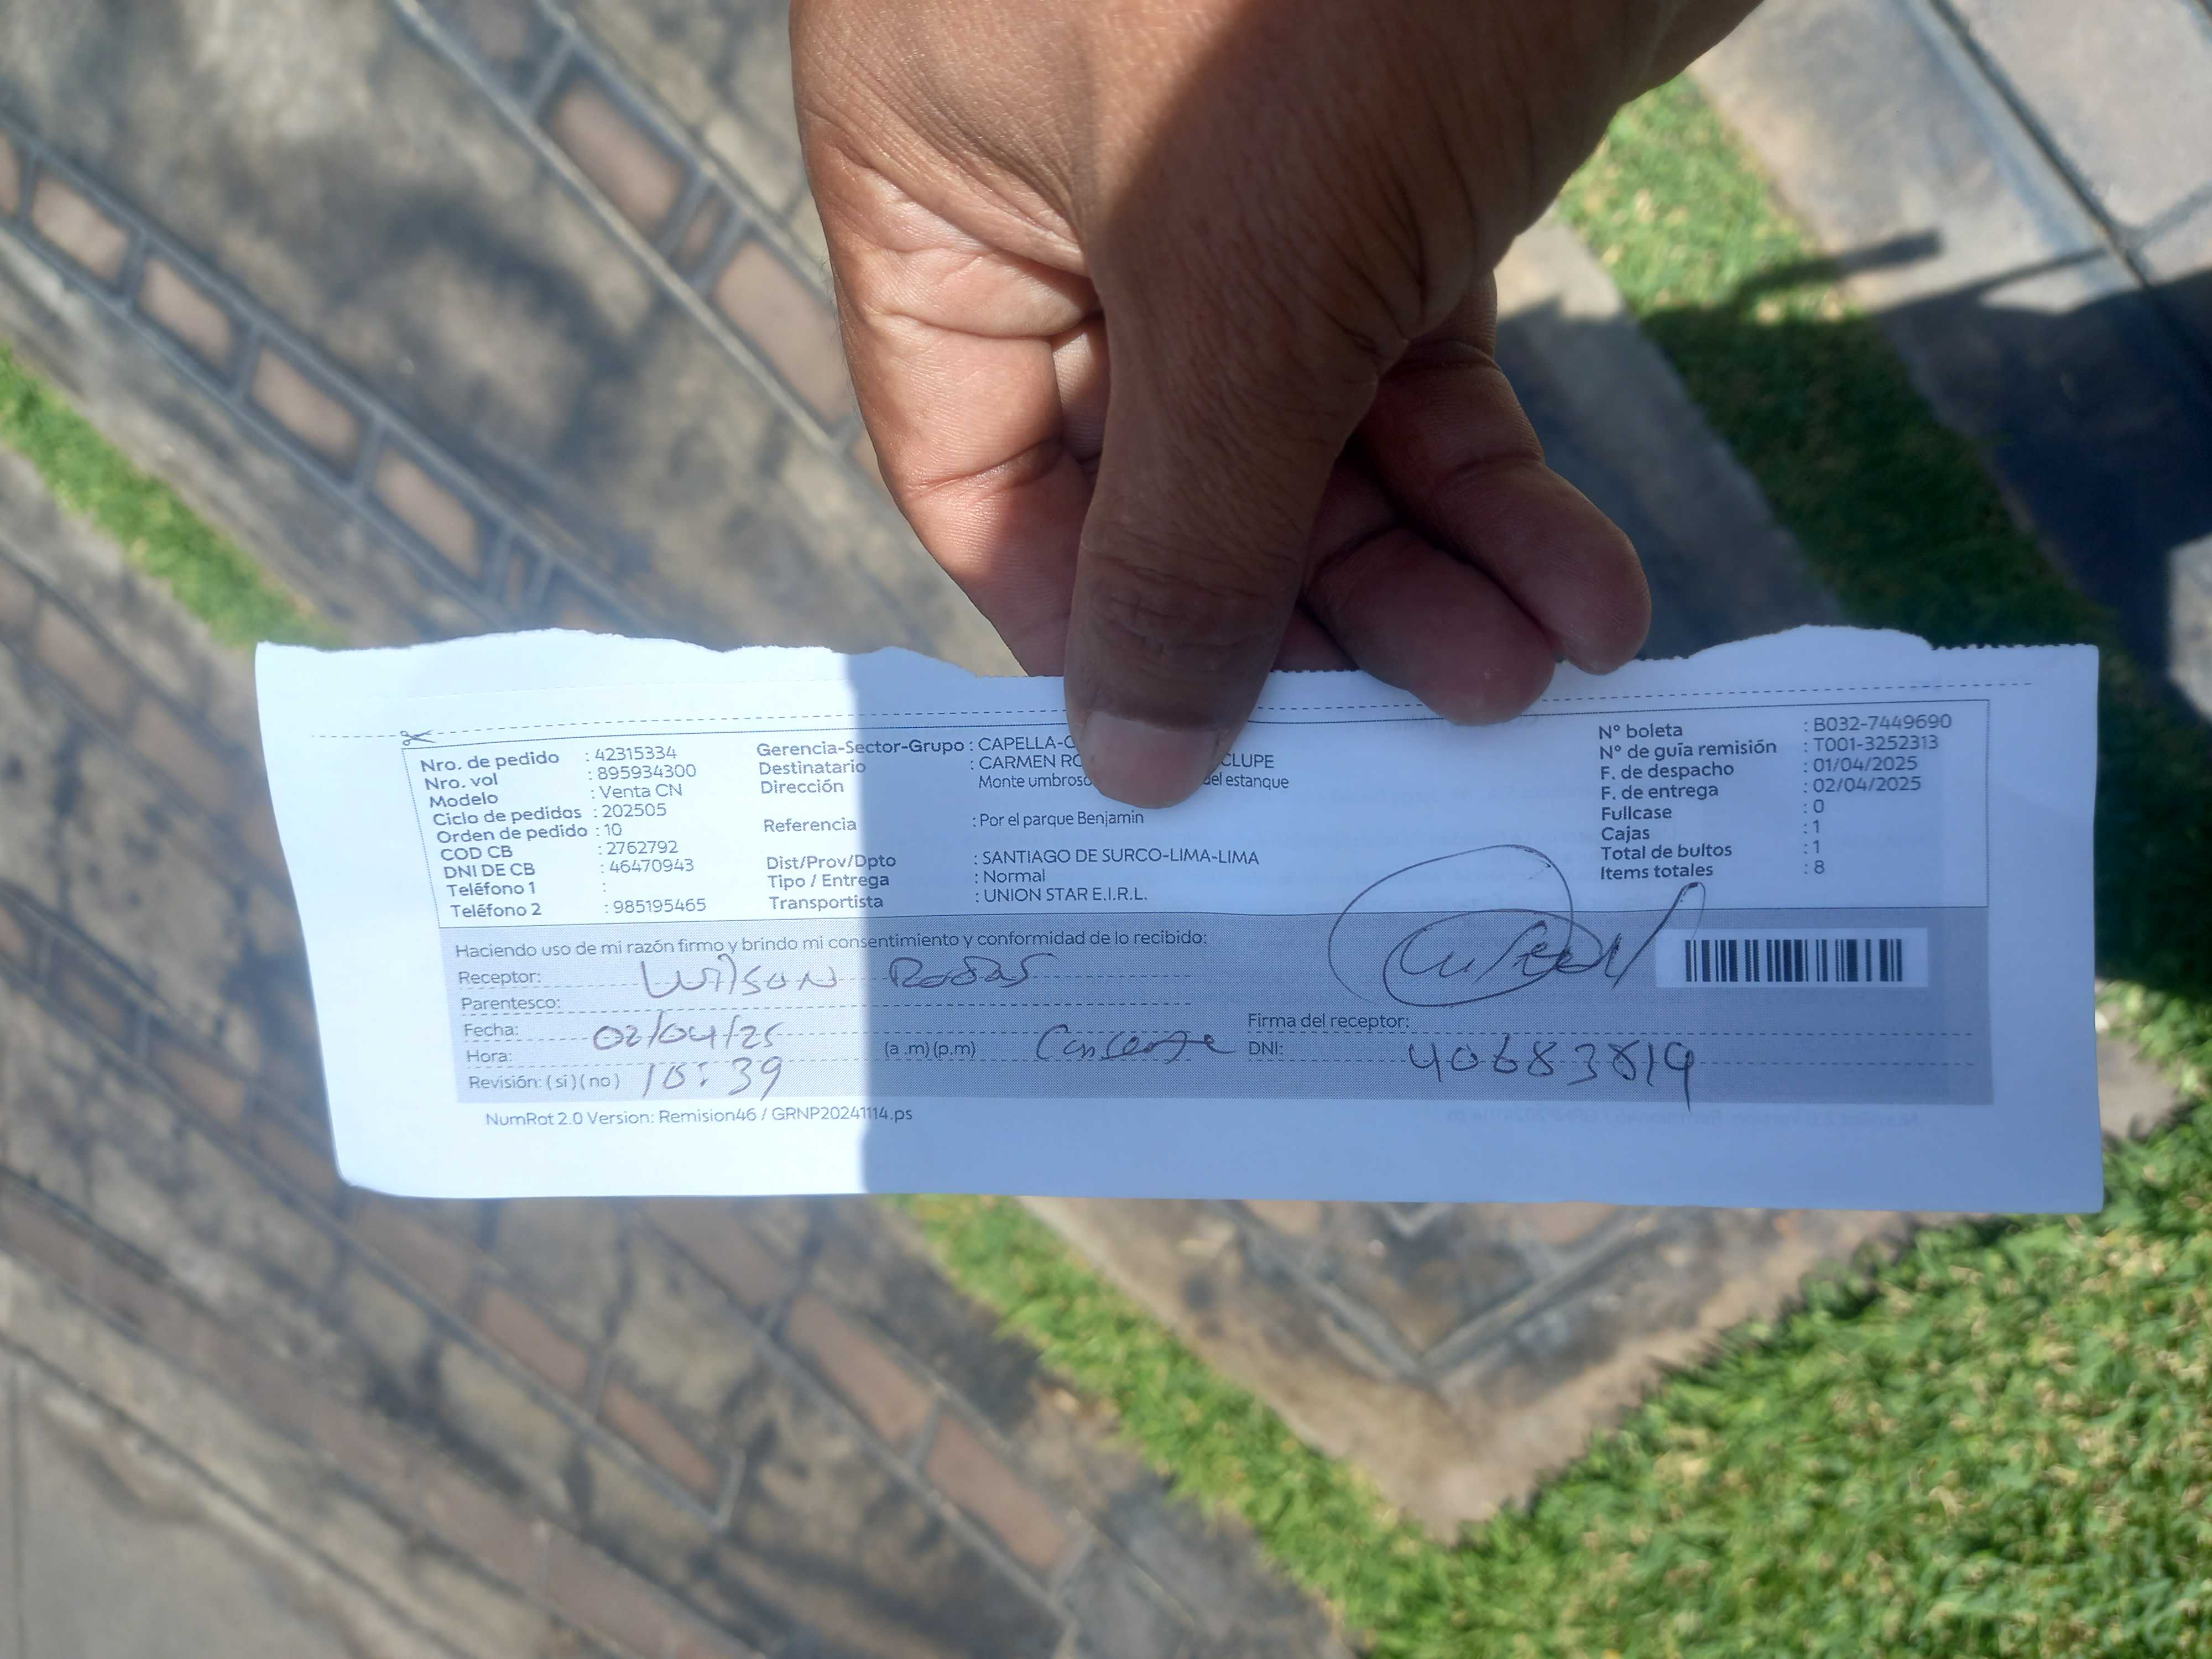 Nro. de pedido : 42315334
Nro. vol : 895934300
Modelo : Venta CN
Ciclo de pedidos : 202505
Orden de pedido : 10
COD CB : 2762792
DNI DE CB : 46470943
Teléfono 1 :
Teléfono 2 : 985195465
Gerencia-Sector-Grupo : CAPELLA-
Destinatario : CARMEN
Dirección Monte del estanque
Referencia : Por el parque Benjamin
Dist/Prov/Dpto : SANTIAGO DE SURCO-LIMA-LIMA
Tipo / Entrega : Normal
Transportista : UNION STAR E.I.R.L.
N° boleta : B032-7449690
N° de guía remisión : T001-3252313
F. de despacho : 01/04/2025
F. de entrega : 02/04/2025
Fullcase : 0
Cajas : 1
Total de bultos : 1
Items totales : 8
Haciendo uso de mi razón firmo y brindo mi consentimiento y conformidad de lo recibido:
Receptor: Wilson
Parentesco:
Fecha: 02/04/25
Hora: 10:39 (a.m)(p.m)
Revisión: (si)(no)
Firma del receptor:
DNI: 40683819
NumRot 2.0 Version: Remision46 / GRNP20241114.ps